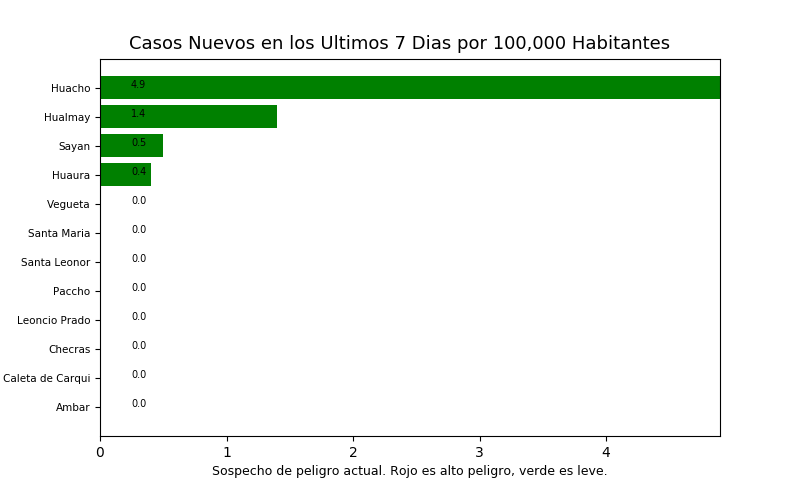 Casos Nuevos en los Ultimos 7 Dias por 100,000 Habitantes
Huacho 4.9
Hualmay 1.4
Sayan 0.5
Huaura 0.4
Vegueta 0.0
Santa Maria 0.0
Santa Leonor 0.0
Paccho 0.0
Leoncio Prado 0.0
Checras 0.0
Caleta de Carqui 0.0
Ambar 0.0
0 1 2 3 4
Sospecho de peligro actual. Rojo es alto peligro, verde es leve.